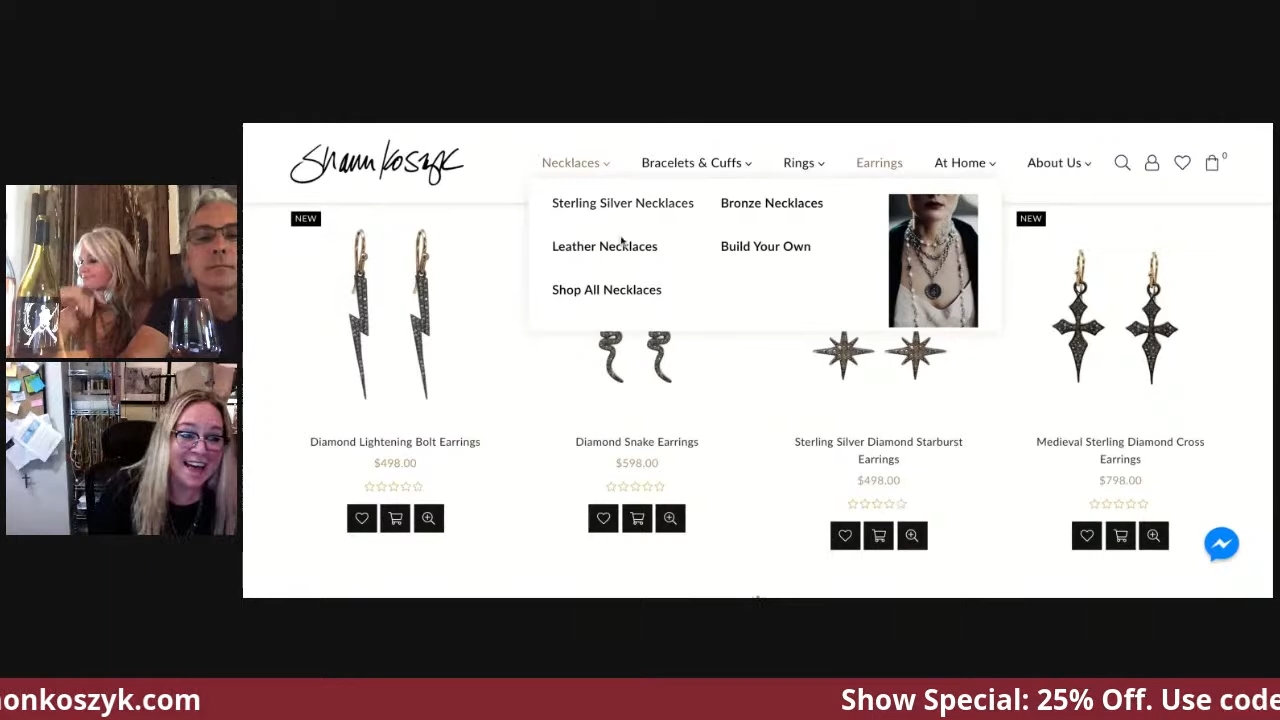 Shawn Koszyk
Necklaces
Bracelets & Cuffs
Rings
Earrings
At Home
About Us
0
Sterling Silver Necklaces
Bronze Necklaces
Leather Necklaces
Build Your Own
Shop All Necklaces
NEW
NEW
Diamond Lightening Bolt Earrings
$498.00
Diamond Snake Earrings
$598.00
Sterling Silver Diamond Starburst
Earrings
$498.00
Medieval Sterling Diamond Cross
Earrings
$798.00
onkoszyk.com
Show Special: 25% Off. Use code